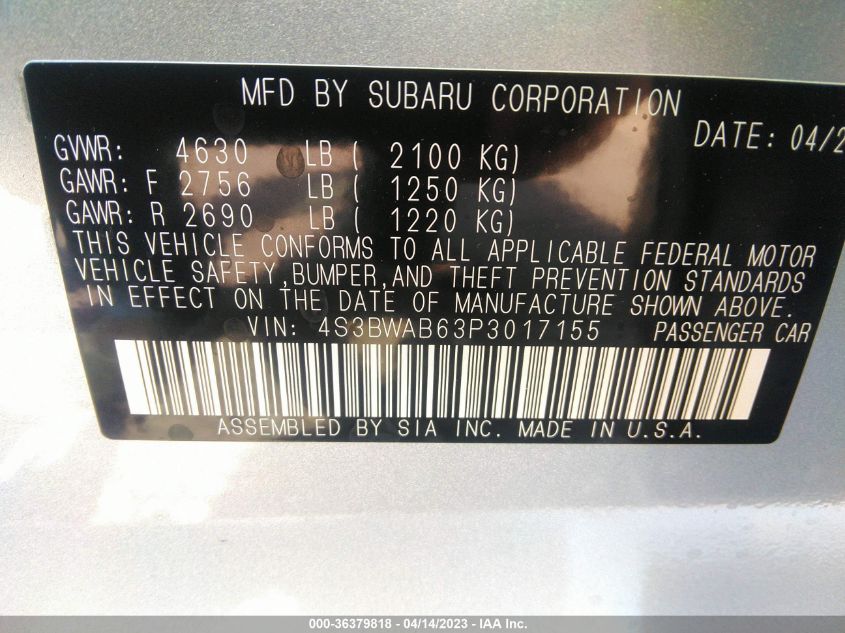 MFD BY SUBARU CORPORATION
DATE: 04/2
GVWR: 4630 LB ( 2100 KG)
GAWR: F 2756 LB ( 1250 KG)
GAWR: R 2690 LB ( 1220 KG)
THIS VEHICLE CONFORMS TO ALL APPLICABLE FEDERAL MOTOR
VEHICLE SAFETY,BUMPER,AND THEFT PREVENTION STANDARDS
IN EFFECT ON THE DATE OF MANUFACTURE SHOWN ABOVE.
VIN: 4S3BWAB63P3017155 PASSENGER CAR
ASSEMBLED BY SIA INC. MADE IN U.S.A.
000-36379818 - 04/14/2023 - IAA Inc.